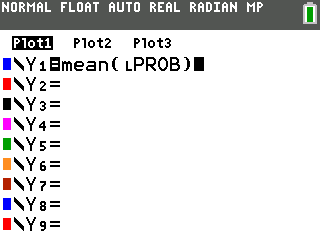 NORMAL FLOAT AUTO REAL RADIAN MP
Plot1 Plot2 Plot3
\Y₁=mean(ʟPROB)
\Y₂=
\Y₃=
\Y₄=
\Y₅=
\Y₆=
\Y₇=
\Y₈=
\Y₉=